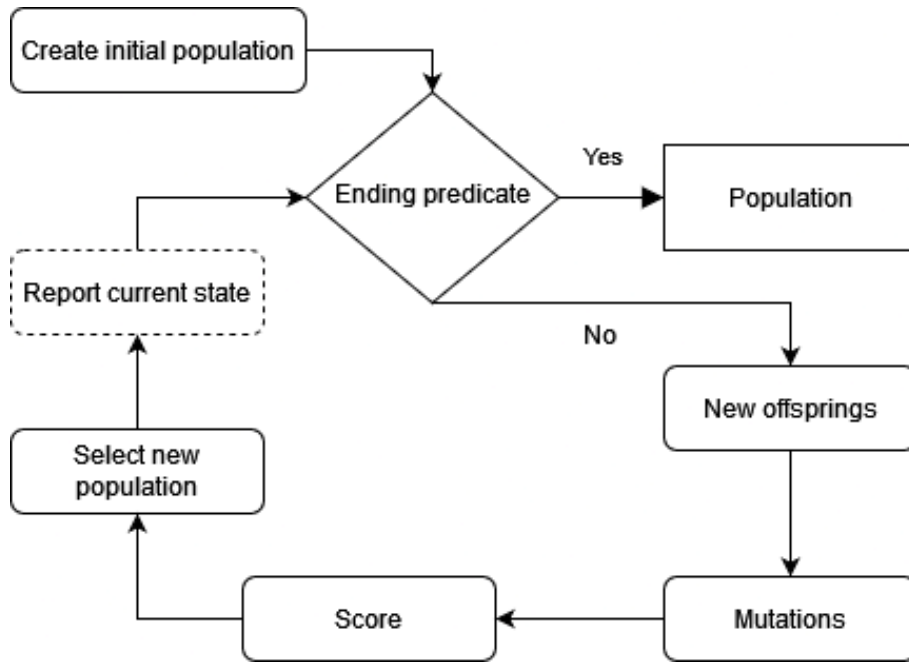 Create initial population
Yes
Ending predicate
Population
Report current state
No
New offsprings
Select new
population
Score
Mutations